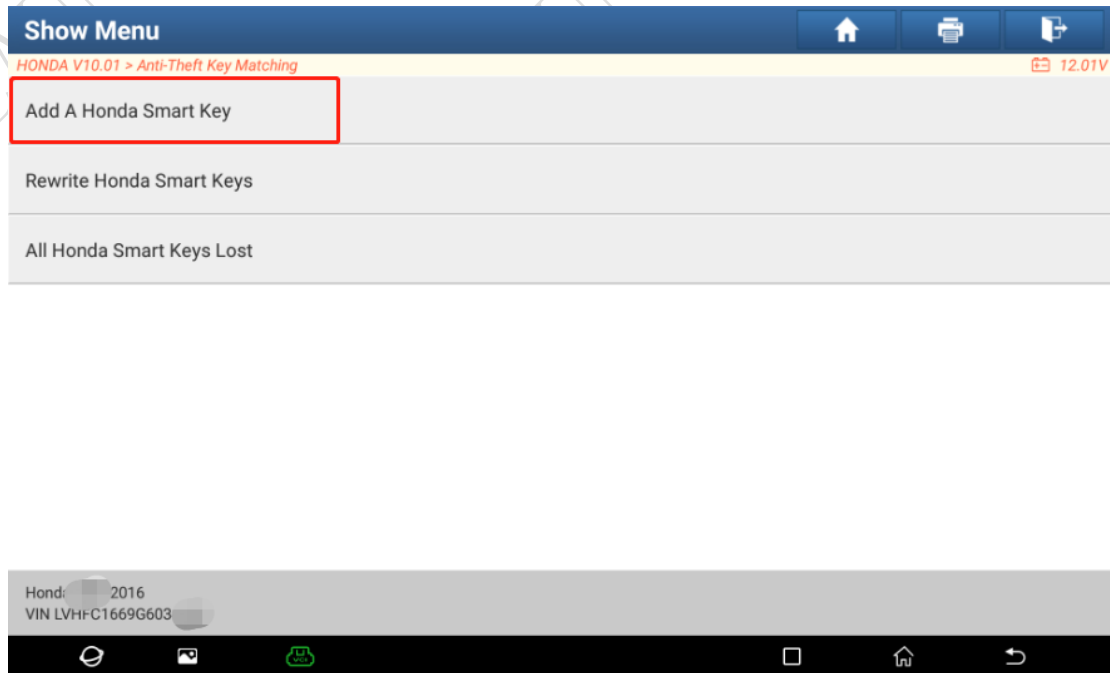 Show Menu
HONDA V10.01 > Anti-Theft Key Matching
12.01V
Add A Honda Smart Key
Rewrite Honda Smart Keys
All Honda Smart Keys Lost
2016
VIN LVHFC1669G603